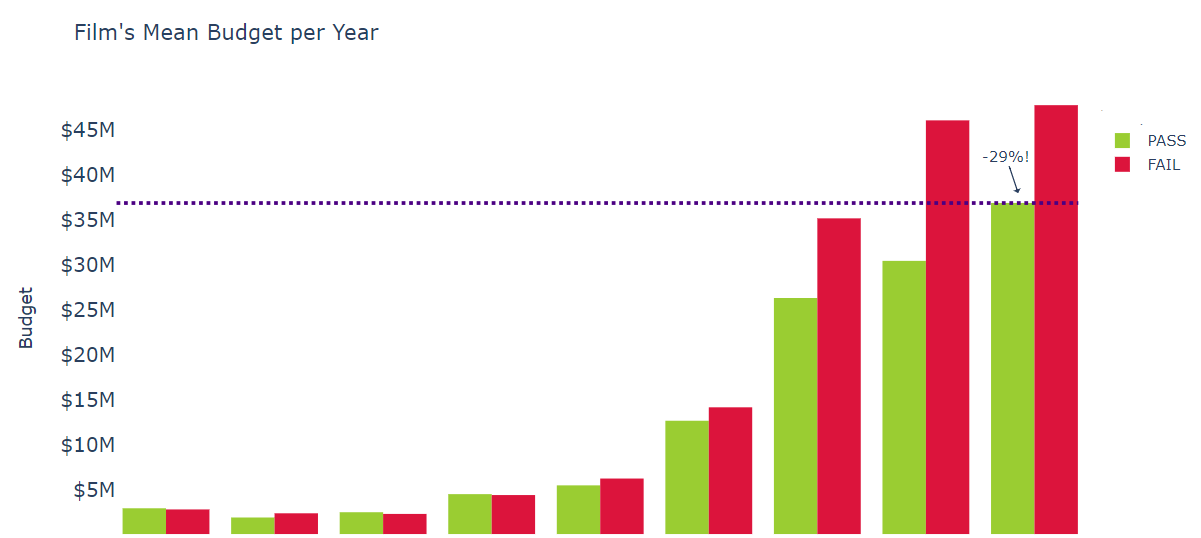 Film's Mean Budget per Year
$45M
$40M
$35M
$30M
$25M
$20M
$15M
$10M
$5M
Budget
-29%!
PASS
FAIL